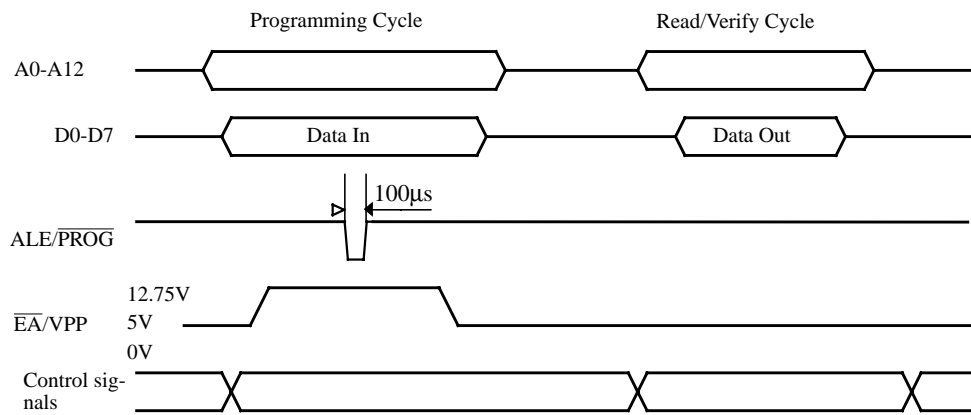 Programming Cycle
Read/Verify Cycle
A0-A12
D0-D7
Data In
Data Out
100μs
ALE/PROG
12.75V
EA/VPP
5V
0V
Control sig-
nals